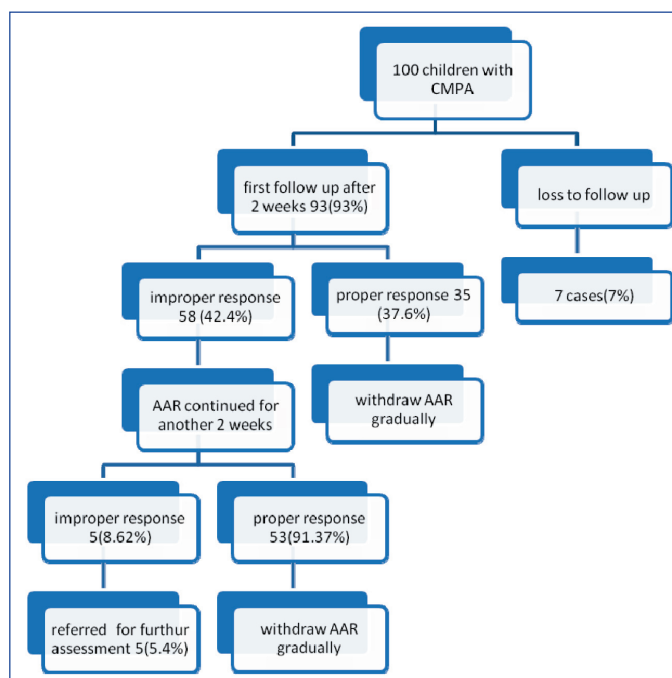 100 children with
CMPA
first follow up after
2 weeks 93(93%)
loss to follow up
improper response
58 (42.4%)
proper response 35
(37.6%)
7 cases(7%)
AAR continued for
another 2 weeks
withdraw AAR
gradually
improper response
5(8.62%)
proper response
53(91.37%)
referred for furthur
assessment 5(5.4%)
withdraw AAR
gradually